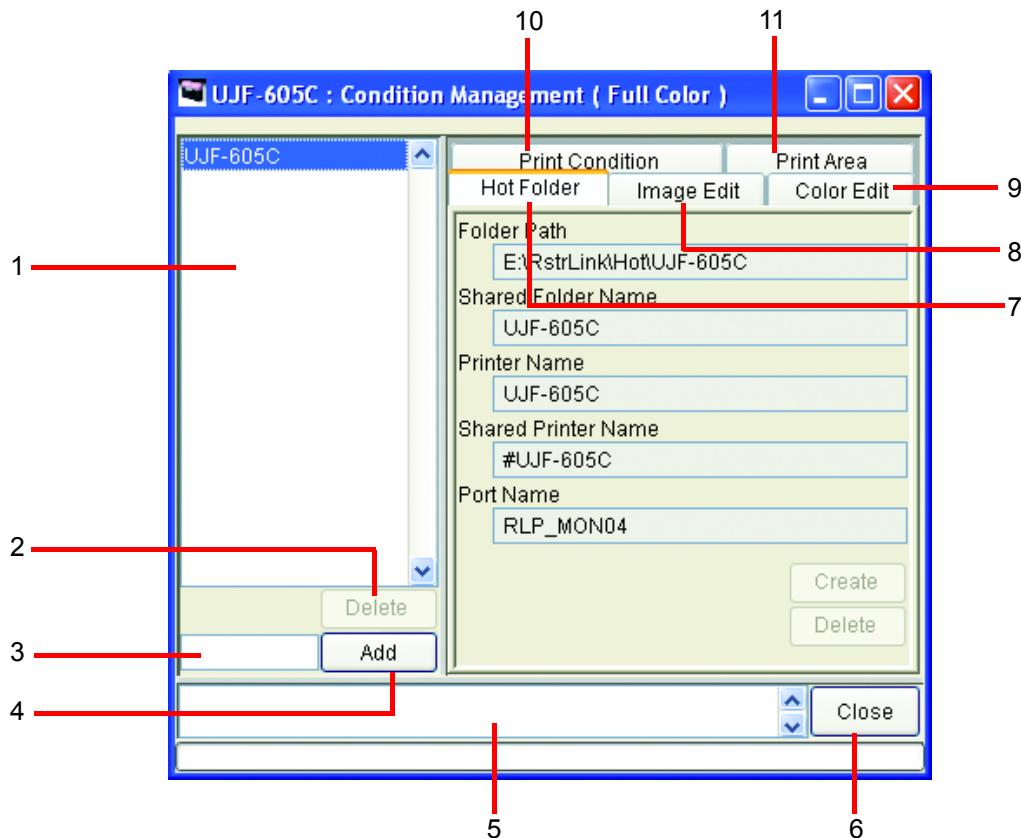 10
11
UJF-605C : Condition Management ( Full Color )
UJF-605C
Print Condition
Print Area
Hot Folder
Image Edit
Color Edit
9
8
Folder Path
E:\RstrLink\Hot\UJF-605C
1
Shared Folder Name
7
UJF-605C
Printer Name
UJF-605C
Shared Printer Name
#UJF-605C
Port Name
RLP_MON04
2
Create
Delete
Delete
3
Add
4
Close
5
6